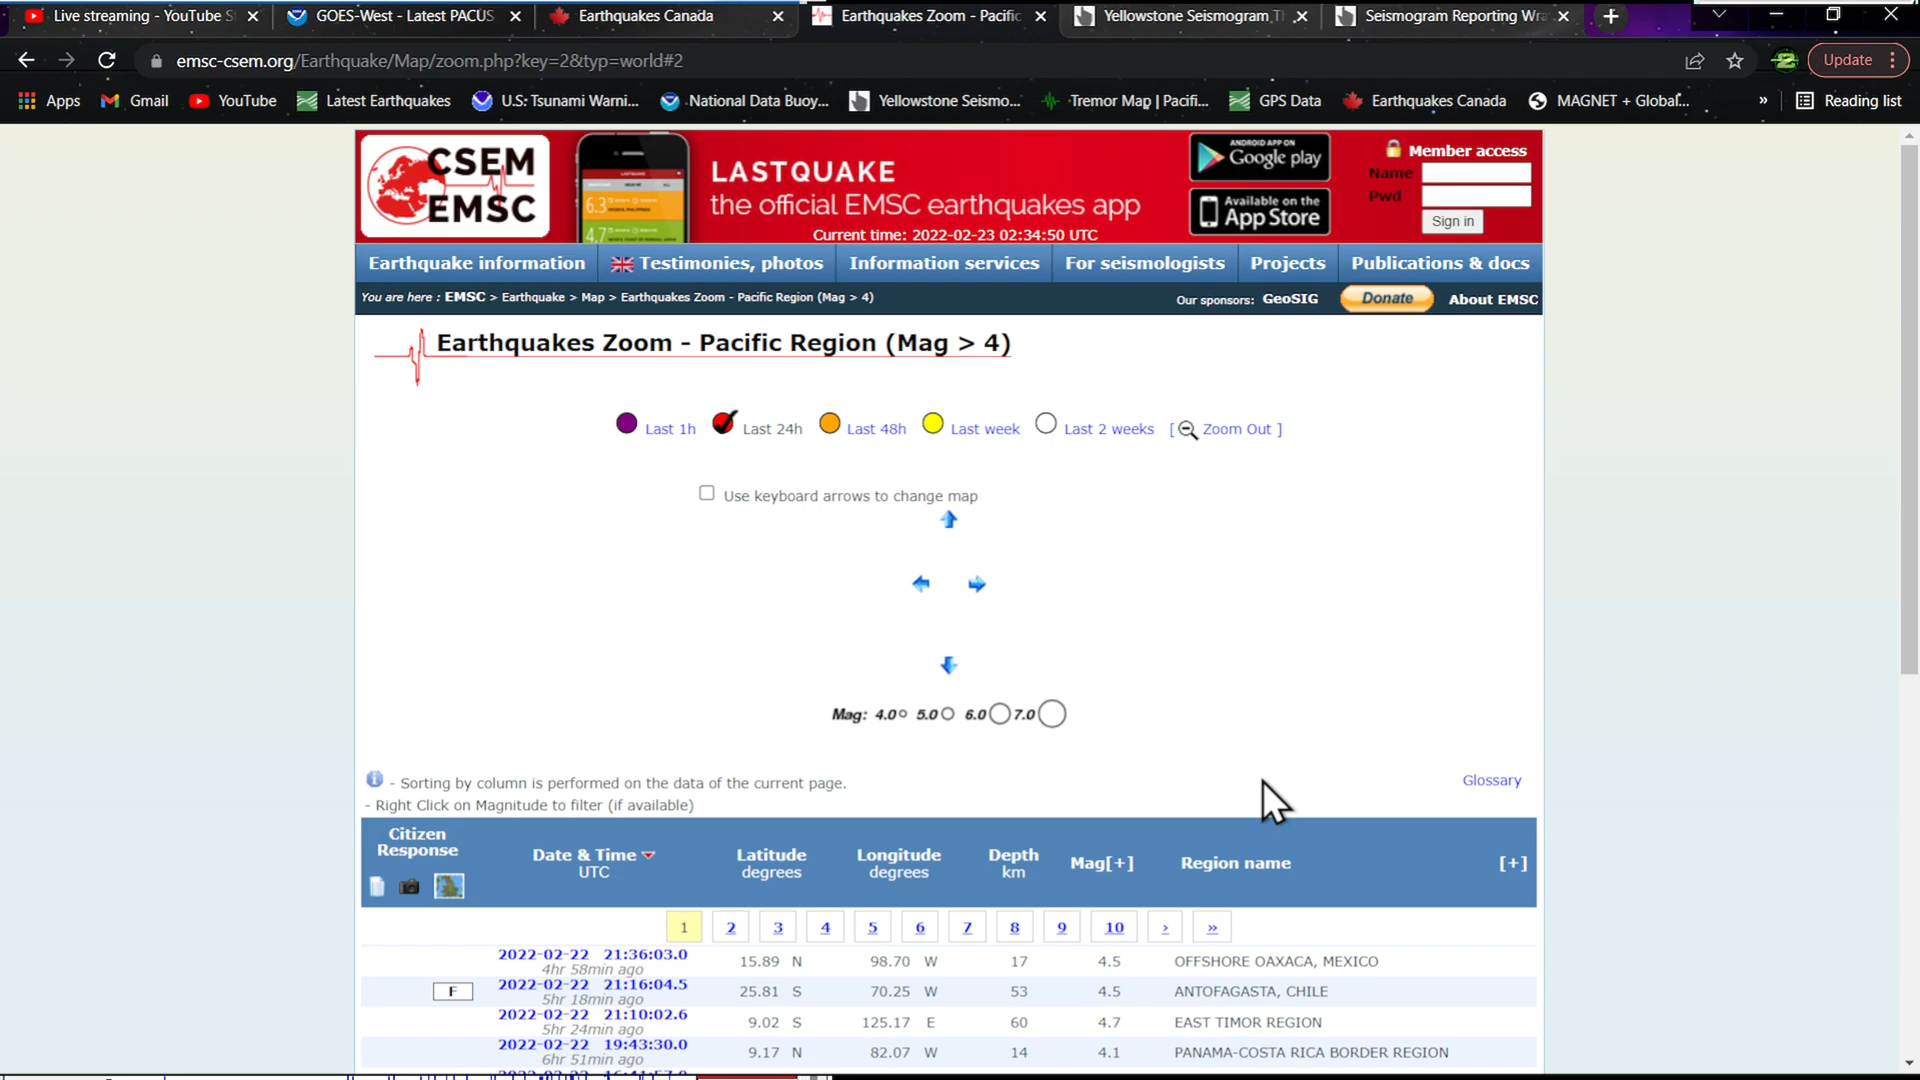 Live streaming - YouTube S
GOES-West - Latest PACUS
Earthquakes Canada
Earthquakes Zoom - Pacific
Yellowstone Seismogram
Seismogram Reporting Wra
emsc-csem.org/Earthquake/Map/zoom.php?key=2&typ=world#2
Update
Apps
Gmail
YouTube
Latest Earthquakes
U.S. Tsunami Warni...
National Data Buoy...
Yellowstone Seismo...
Tremor Map | Pacifi...
GPS Data
Earthquakes Canada
MAGNET + Global...
»
Reading list
CSEM
EMSC
LASTQUAKE
the official EMSC earthquakes app
Current time: 2022-02-23 02:34:50 UTC
6.3
4.7
ANDROID APP ON
Google play
Available on the
App Store
Member access
Name
Pwd
Sign in
Earthquake information
Testimonies, photos
Information services
For seismologists
Projects
Publications & docs
You are here : EMSC > Earthquake > Map > Earthquakes Zoom - Pacific Region (Mag > 4)
Our sponsors: GeoSIG
Donate
About EMSC
Earthquakes Zoom - Pacific Region (Mag > 4)
Last 1h Last 24h Last 48h Last week Last 2 weeks [ Zoom Out ]
Use keyboard arrows to change map
Mag: 4.0 5.0 6.0 7.0
- Sorting by column is performed on the data of the current page.
- Right Click on Magnitude to filter (if available)
Glossary
Citizen Response
Date & Time UTC
Latitude degrees
Longitude degrees
Depth km
Mag[+]
Region name
[+]
1 2 3 4 5 6 7 8 9 10 › »
2022-02-22 21:36:03.0 15.89 N 98.70 W 17 4.5 OFFSHORE OAXACA, MEXICO
4hr 58min ago
F 2022-02-22 21:16:04.5 25.81 S 70.25 W 53 4.5 ANTOFAGASTA, CHILE
5hr 18min ago
2022-02-22 21:10:02.6 9.02 S 125.17 E 60 4.7 EAST TIMOR REGION
5hr 24min ago
2022-02-22 19:43:30.0 9.17 N 82.07 W 14 4.1 PANAMA-COSTA RICA BORDER REGION
6hr 51min ago